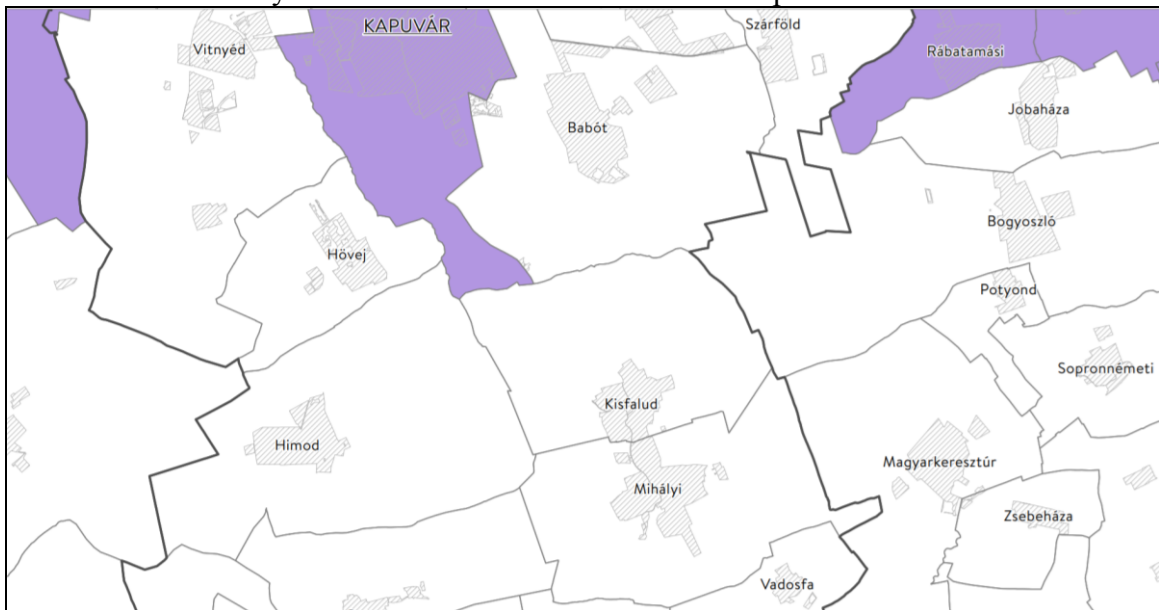 KAPUVÁR
Szárföld
Vitnyéd
Rábatamási
Jobaháza
Babót
Bogyoszló
Hövej
Potyond
Sopronnémeti
Kisfalud
Himod
Magyarkeresztúr
Mihályi
Zsebeháza
Vadosfa